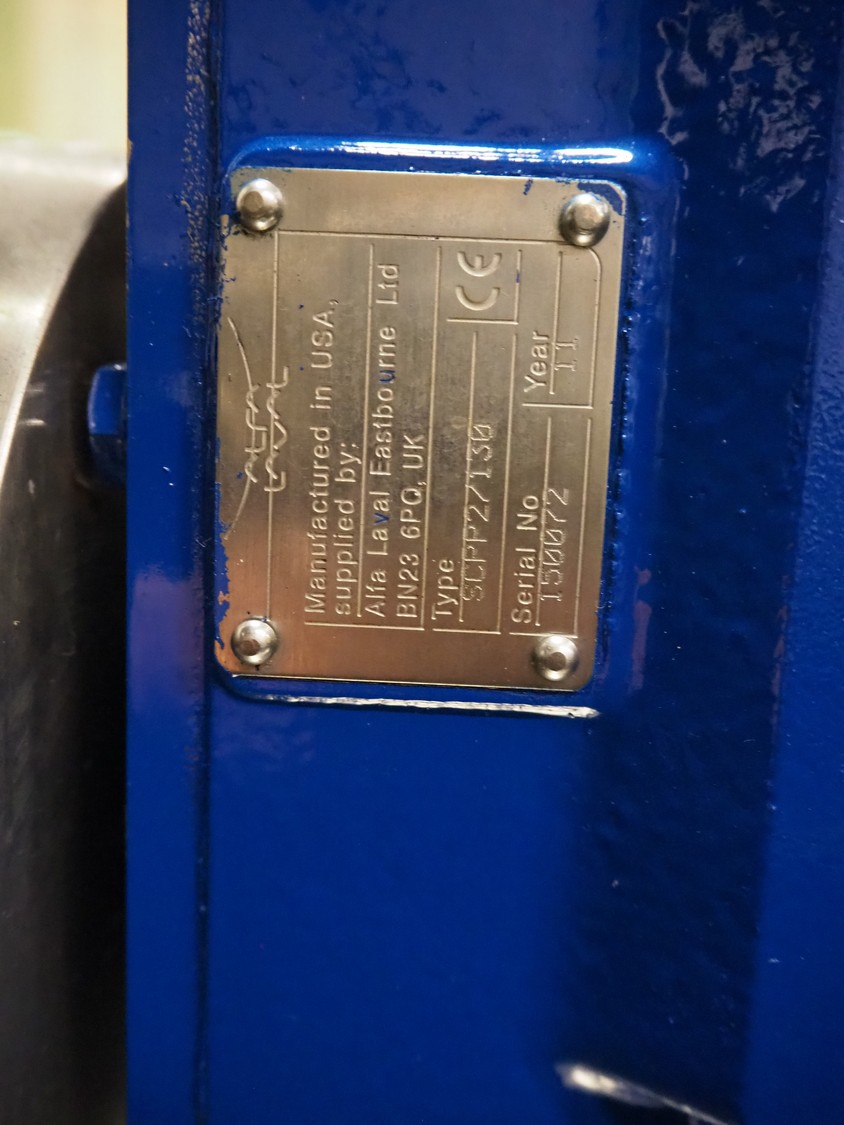 ALFA
LAVAL
Manufactured in USA,
supplied by:
Alfa Laval Eastbourne Ltd
BN23 6PQ, UK
Type
SCPP27130
CE
Serial No
150072
Year
11